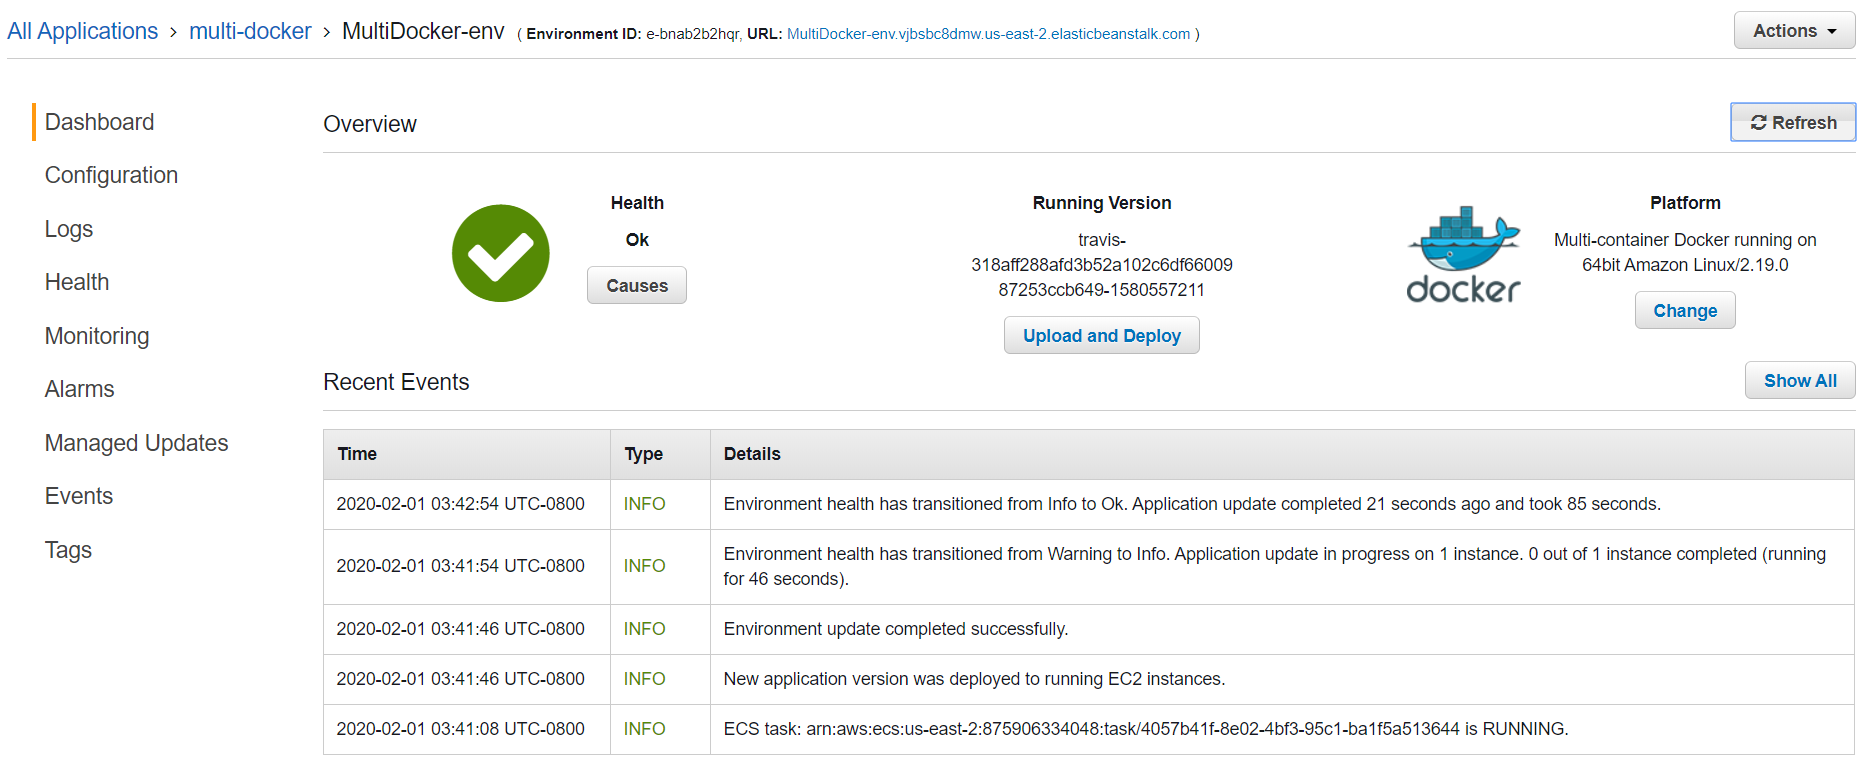 All Applications › multi-docker › MultiDocker-env ( Environment ID: e-bnab2b2hqr, URL: MultiDocker-env.vjbsbc8dmw.us-east-2.elasticbeanstalk.com )
Actions
Dashboard
Configuration
Logs
Health
Monitoring
Alarms
Managed Updates
Events
Tags
Overview
Refresh
Health
Ok
Causes
Running Version
travis-
318aff288afd3b52a102c6df66009
87253ccb649-1580557211
Upload and Deploy
docker
Platform
Multi-container Docker running on
64bit Amazon Linux/2.19.0
Change
Recent Events
Show All
Time Type Details
2020-02-01 03:42:54 UTC-0800 INFO Environment health has transitioned from Info to Ok. Application update completed 21 seconds ago and took 85 seconds.
2020-02-01 03:41:54 UTC-0800 INFO Environment health has transitioned from Warning to Info. Application update in progress on 1 instance. 0 out of 1 instance completed (running
for 46 seconds).
2020-02-01 03:41:46 UTC-0800 INFO Environment update completed successfully.
2020-02-01 03:41:46 UTC-0800 INFO New application version was deployed to running EC2 instances.
2020-02-01 03:41:08 UTC-0800 INFO ECS task: arn:aws:ecs:us-east-2:875906334048:task/4057b41f-8e02-4bf3-95c1-ba1f5a513644 is RUNNING.